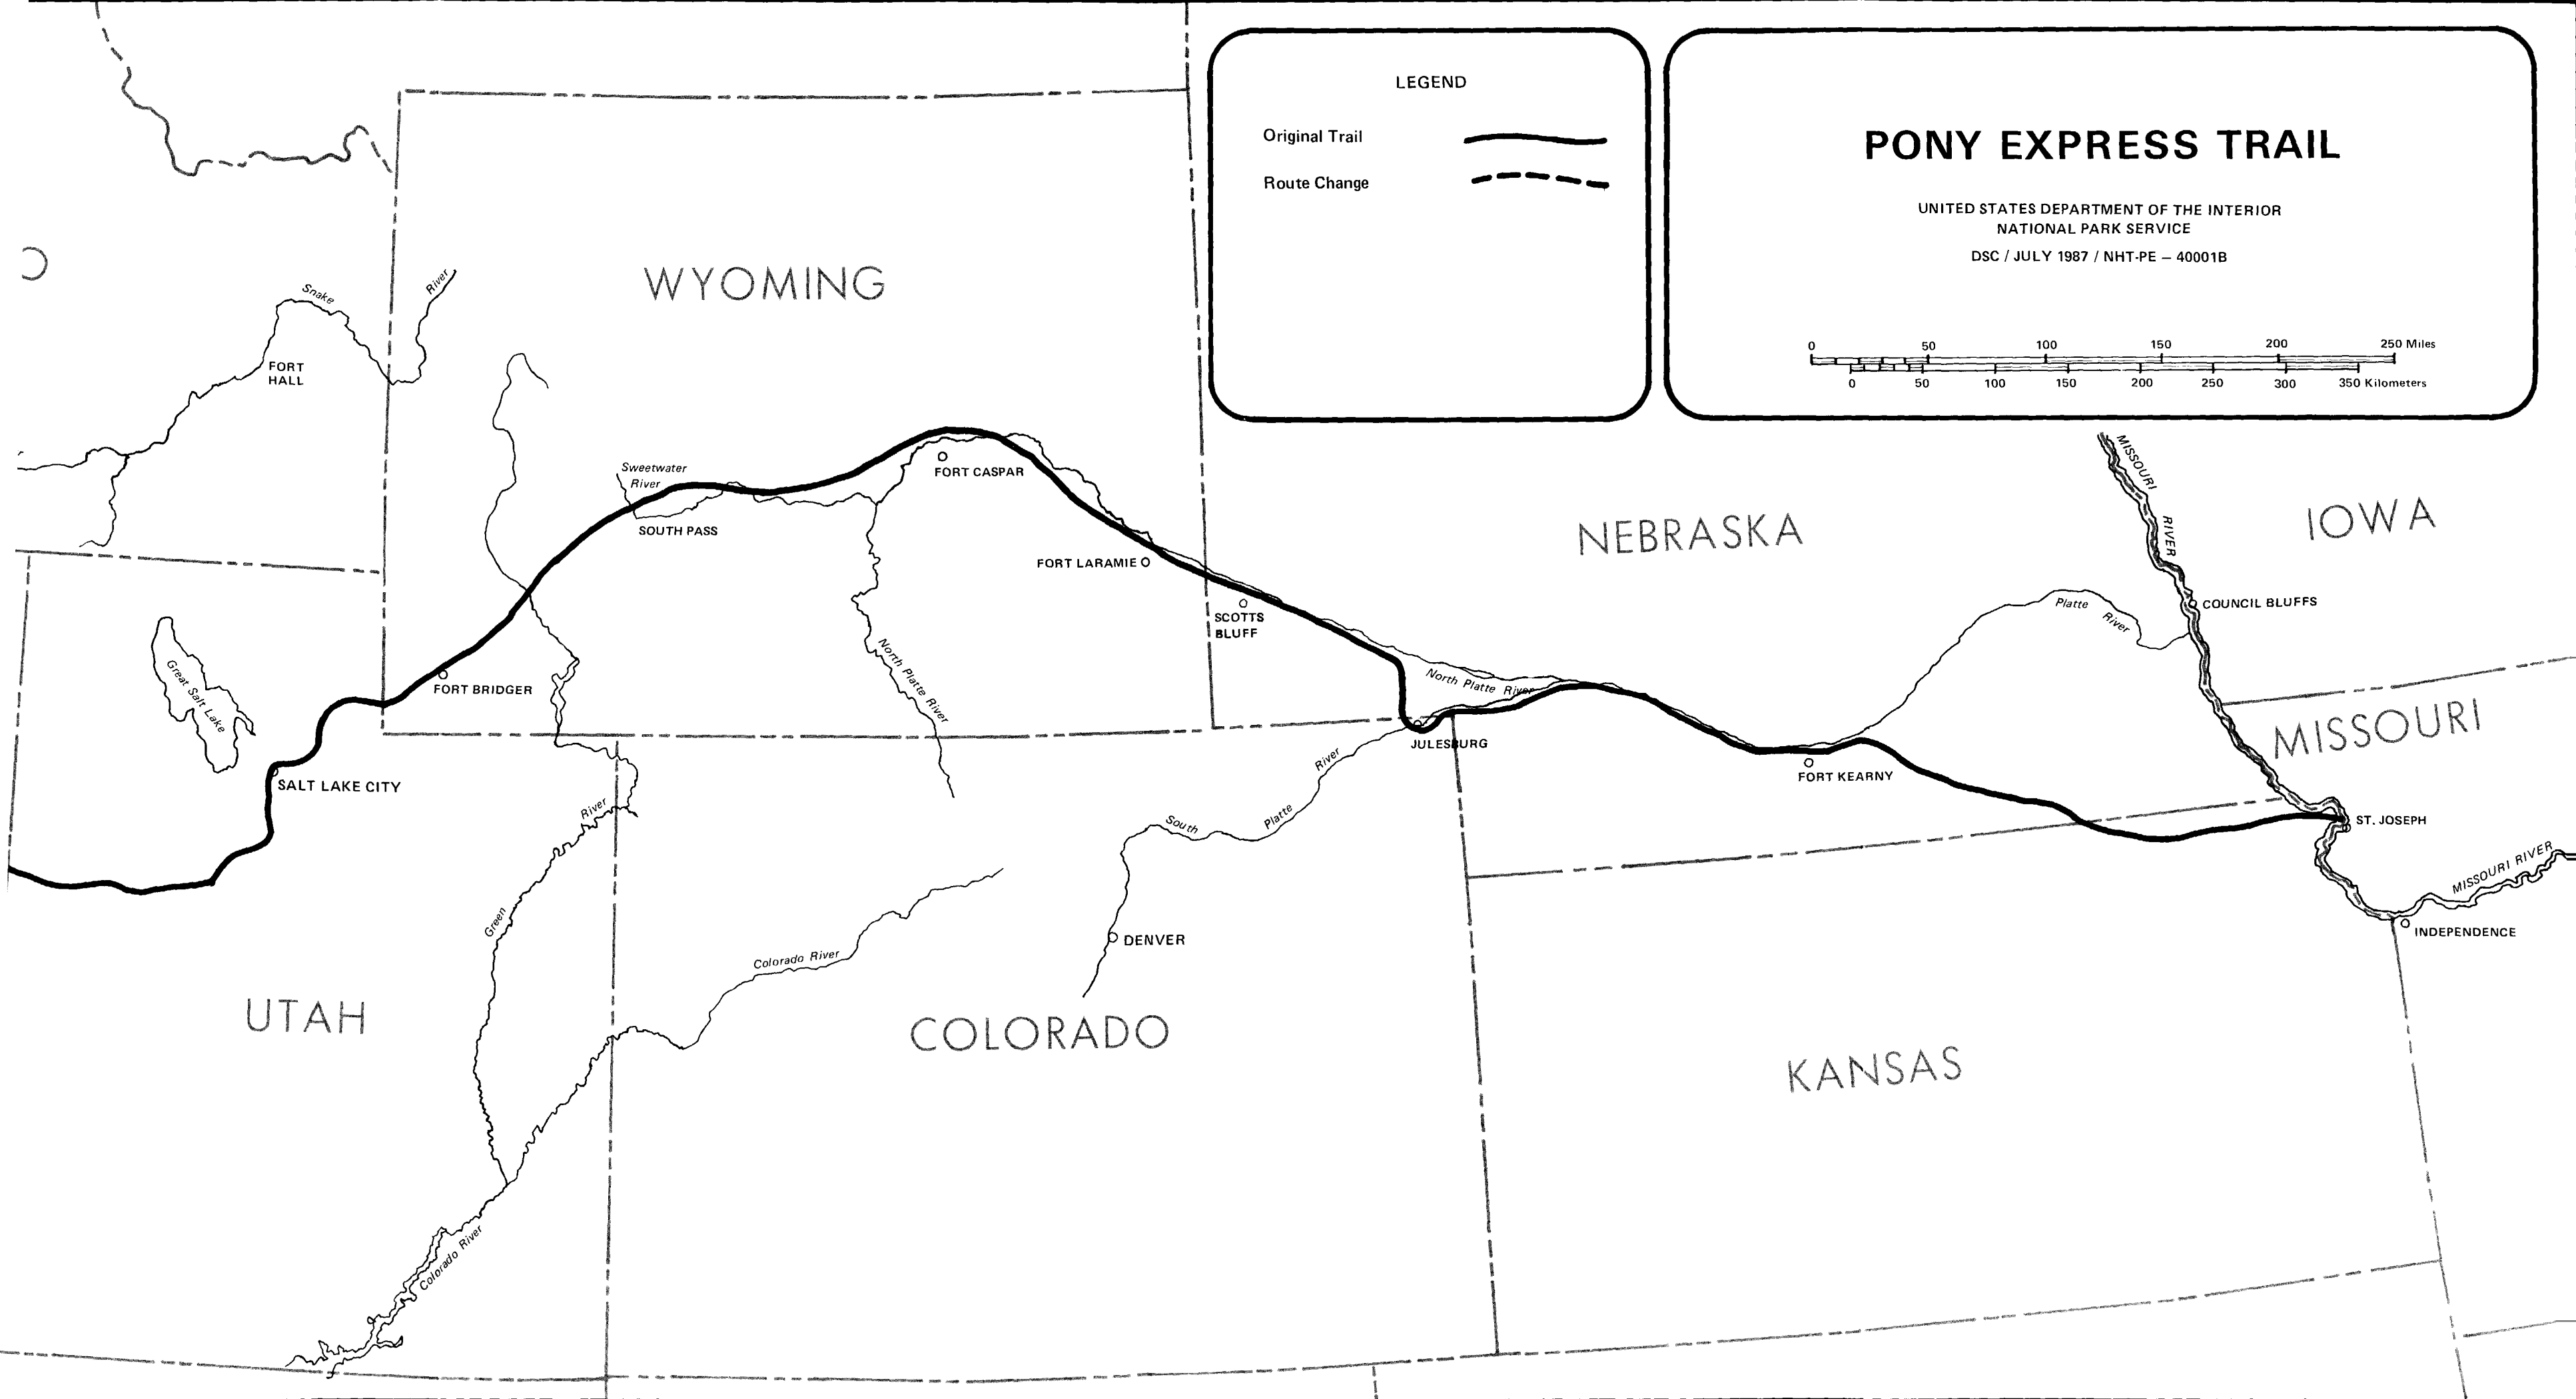 LEGEND
Original Trail
Route Change
PONY EXPRESS TRAIL
UNITED STATES DEPARTMENT OF THE INTERIOR
NATIONAL PARK SERVICE
DSC / JULY 1987 / NHT-PE — 40001B
0 50 100 150 200 250 Miles
0 50 100 150 200 250 300 350 Kilometers
O
WYOMING
Snake
River
FORT
HALL
Sweetwater
River
SOUTH PASS
FORT CASPAR
FORT LARAMIE
SCOTTS
BLUFF
NEBRASKA
IOWA
MISSOURI
RIVER
COUNCIL BLUFFS
Platte
River
Great Salt Lake
FORT BRIDGER
North Platte River
North Platte River
JULESBURG
FORT KEARNY
MISSOURI
SALT LAKE CITY
River
Green
South
Platte
River
ST. JOSEPH
MISSOURI RIVER
INDEPENDENCE
DENVER
Colorado River
UTAH
COLORADO
KANSAS
Colorado River